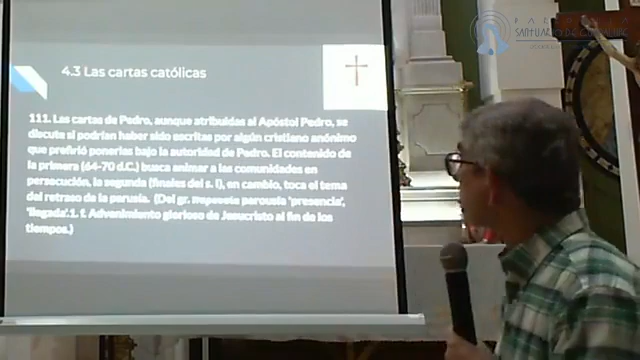 4.3 Las cartas católicas
111. Las cartas de Pedro, aunque atribuidas al Apóstol Pedro, se
discute si podrían haber sido escritas por algún cristiano anónimo
que prefirió ponerlas bajo la autoridad de Pedro. El contenido de
la primera (64-70 d.C.) busca animar a las comunidades en
persecución, la segunda (finales del s. I), en cambio, toca el tema
del retraso de la parusía. (Del gr. parousía 'presencia',
'llegada'.1. f. Advenimiento glorioso de Jesucristo al fin de los
tiempos.)
PARROQUIA
SANTUARIO DE